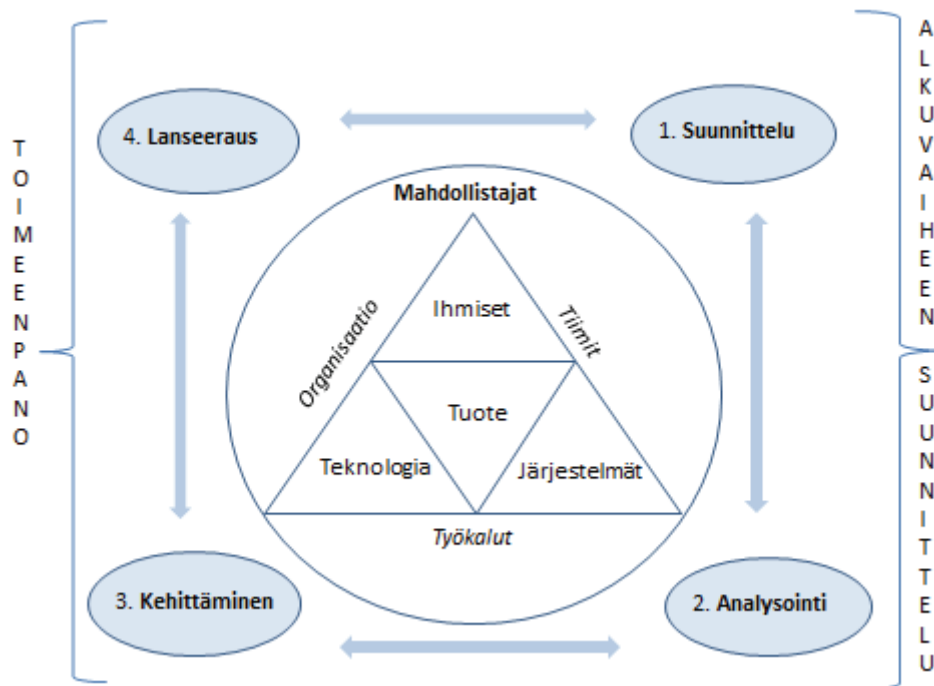 TOIMEENPANO
4. Lanseeraus
1. Suunnittelu
Mahdollistajat
Ihmiset
Organisaatio
Tiimit
Tuote
Teknologia
Järjestelmät
Työkalut
3. Kehittäminen
2. Analysointi
ALKUVAIHEEN SUUNNITTELU